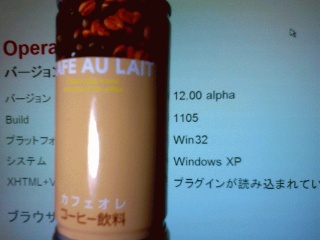 Opera
バージョン
バージョン 12.00 alpha
Build 1105
プラットフォ Win32
システム Windows XP
XHTML+V プラグインが読み込まれてい
ブラウザ
AFÉ AU LAIT
カフェオレ
コーヒー飲料